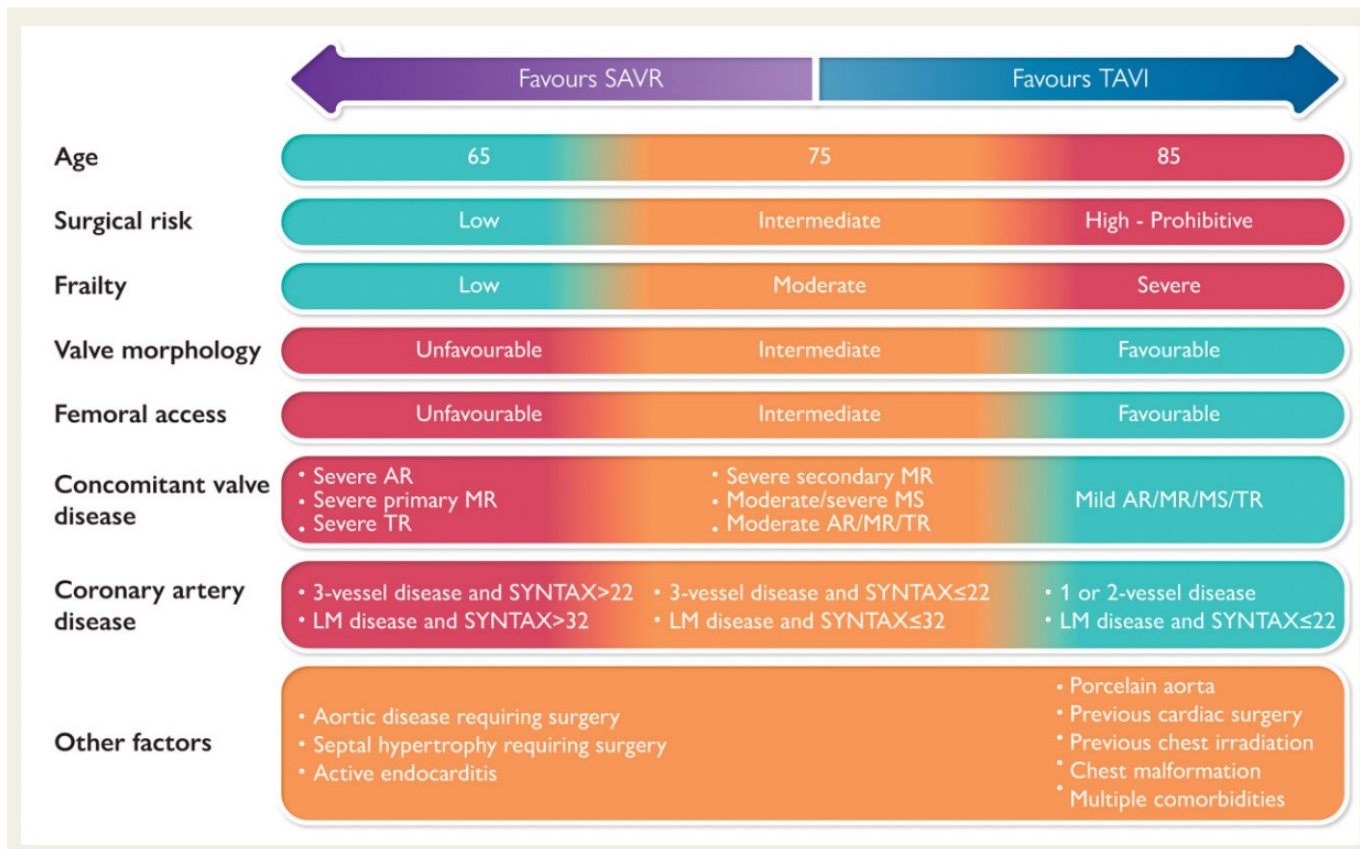 Favours SAVR Favours TAVI
Age 65 75 85
Surgical risk Low Intermediate High - Prohibitive
Frailty Low Moderate Severe
Valve morphology Unfavourable Intermediate Favourable
Femoral access Unfavourable Intermediate Favourable
Concomitant valve
disease
• Severe AR
• Severe primary MR
• Severe TR
• Severe secondary MR
• Moderate/severe MS
• Moderate AR/MR/TR
Mild AR/MR/MS/TR
Coronary artery
disease
• 3-vessel disease and SYNTAX>22
• LM disease and SYNTAX>32
• 3-vessel disease and SYNTAX≤22
• LM disease and SYNTAX≤32
• 1 or 2-vessel disease
• LM disease and SYNTAX≤22
Other factors
• Aortic disease requiring surgery
• Septal hypertrophy requiring surgery
• Active endocarditis
• Porcelain aorta
• Previous cardiac surgery
• Previous chest irradiation
• Chest malformation
• Multiple comorbidities